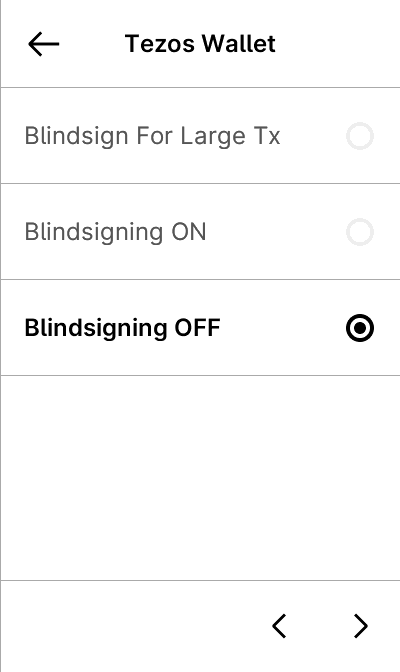 Tezos Wallet
Blindsign For Large Tx
Blindsigning ON
Blindsigning OFF